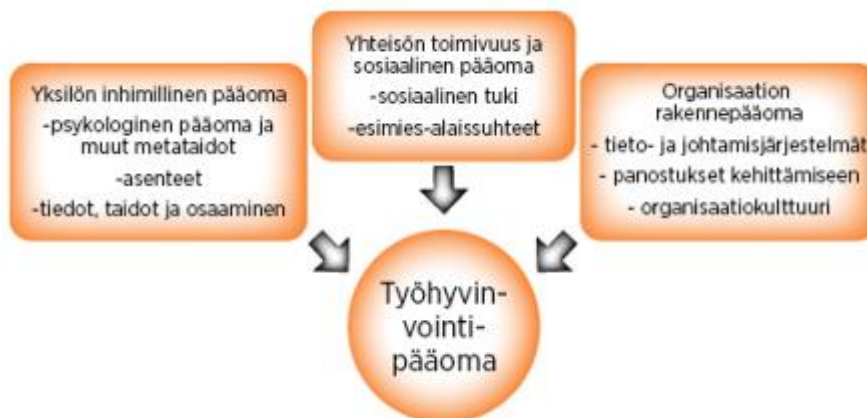 Yksilön inhimillinen pääoma
-psykologinen pääoma ja
muut metataidot
-asenteet
-tiedot, taidot ja osaaminen
Yhteisön toimivuus ja
sosiaalinen pääoma
-sosiaalinen tuki
-esimies-alaissuhteet
Organisaation
rakennepääoma
- tieto- ja johtamisjärjestelmät
- panostukset kehittämiseen
- organisaatiokulttuuri
Työhyvin-
vointi-
pääoma